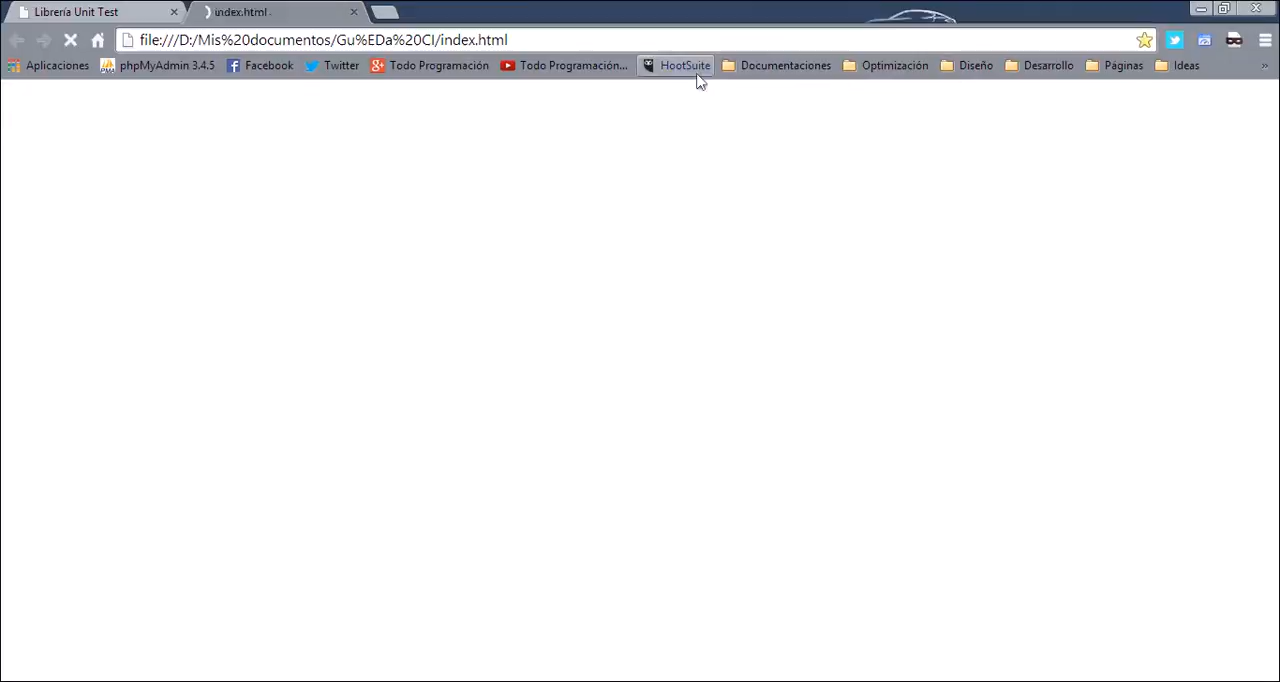 Librería Unit Test
index.html
file:///D:/Mis%20documentos/Gu%EDa%20CI/index.html
Aplicaciones phpMyAdmin 3.4.5 Facebook Twitter Todo Programación Todo Programación... HootSuite Documentaciones Optimización Diseño Desarrollo Páginas Ideas »